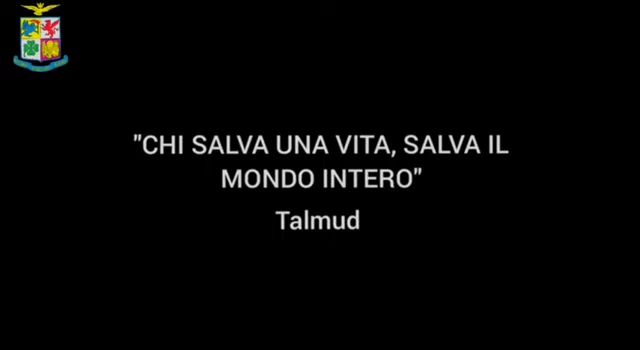 "CHI SALVA UNA VITA, SALVA IL
MONDO INTERO"
Talmud